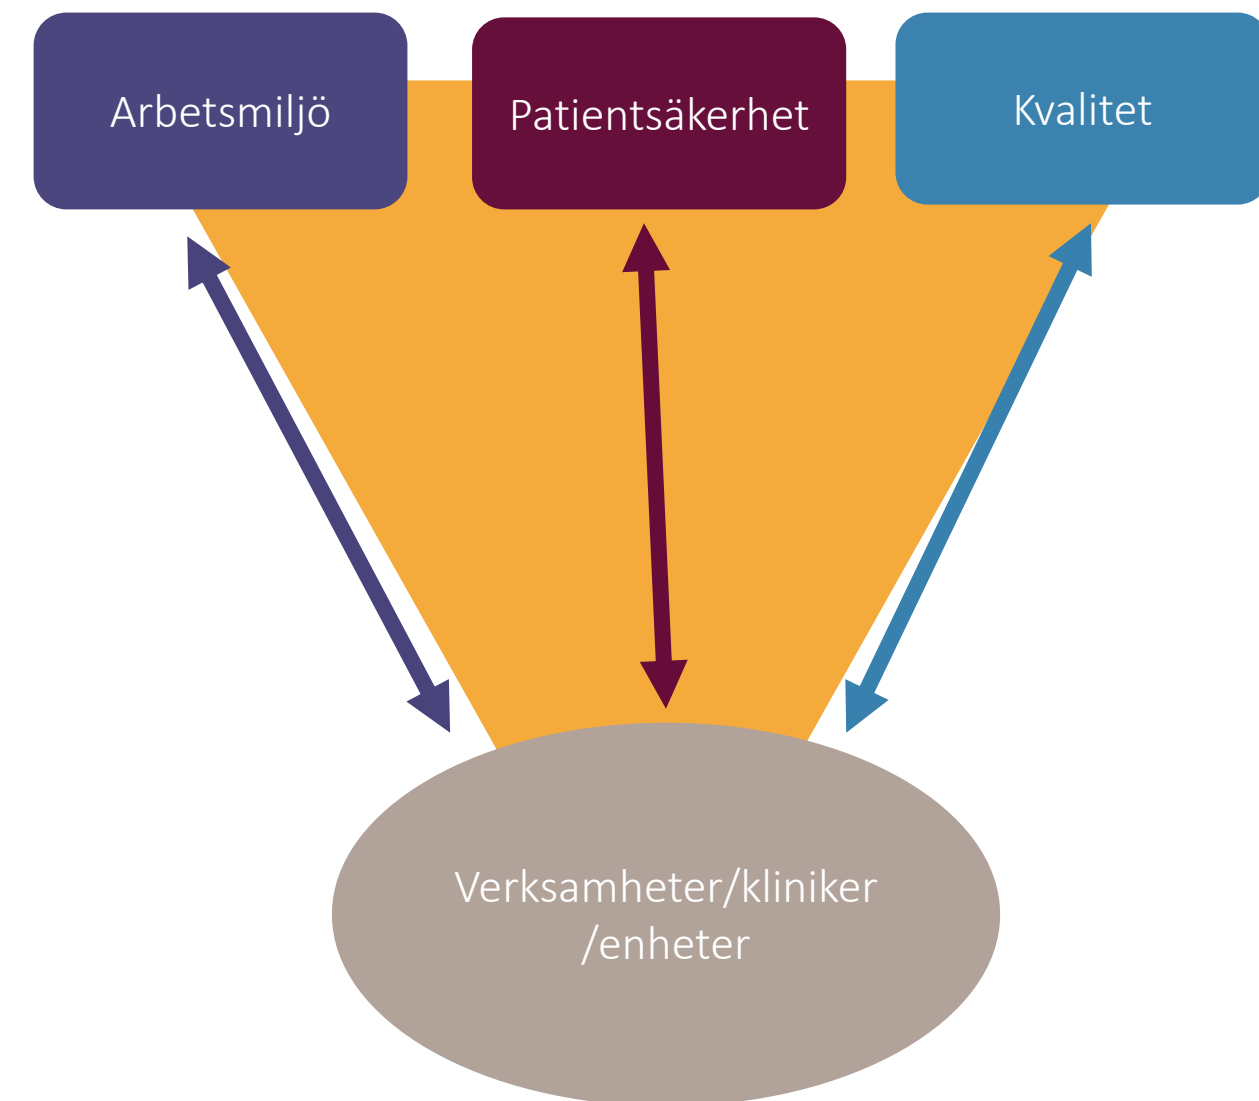 Arbetsmiljö
Patientsäkerhet
Kvalitet
Verksamheter/kliniker
/enheter